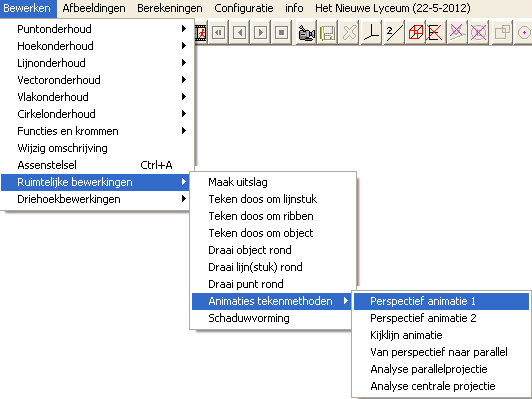 Bewerken Afbeeldingen Berekeningen Configuratie info Het Nieuwe Lyceum (22-5-2012)
Puntonderhoud
Hoekonderhoud
Lijnonderhoud
Vectoronderhoud
Vlakonderhoud
Cirkelonderhoud
Functies en krommen
Wijzig omschrijving
Assenstelsel Ctrl+A
Ruimtelijke bewerkingen
Driehoekbewerkingen
Maak uitslag
Teken doos om lijnstuk
Teken doos om ribben
Teken doos om object
Draai object rond
Draai lijn(stuk) rond
Draai punt rond
Animaties tekenmethoden
Schaduwvorming
Perspectief animatie 1
Perspectief animatie 2
Kijklijn animatie
Van perspectief naar parallel
Analyse parallelprojectie
Analyse centrale projectie